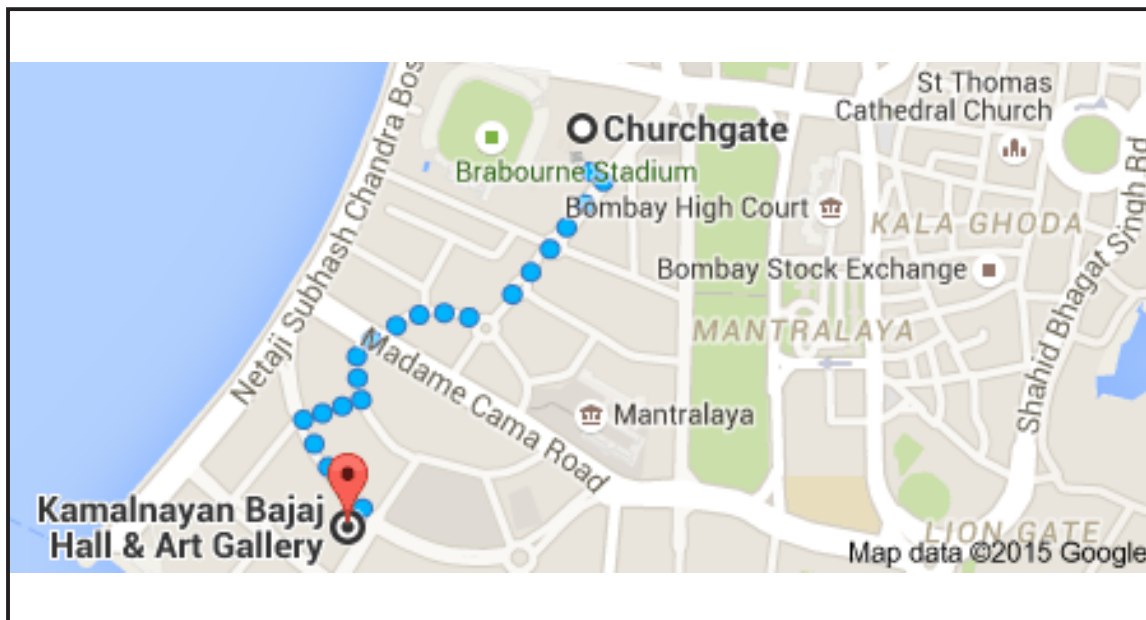 St Thomas
Cathedral Church
Churchgate
Brabourne Stadium
Bombay High Court
KALA GHODA
Bombay Stock Exchange
Netaji Subhash Chandra Bos
Shahid Bhagar Singh Rd
MANTRALAYA
Madame Cama Road
Mantralaya
Kamalnayan Bajaj
Hall & Art Gallery
LION GATE
Map data ©2015 Google